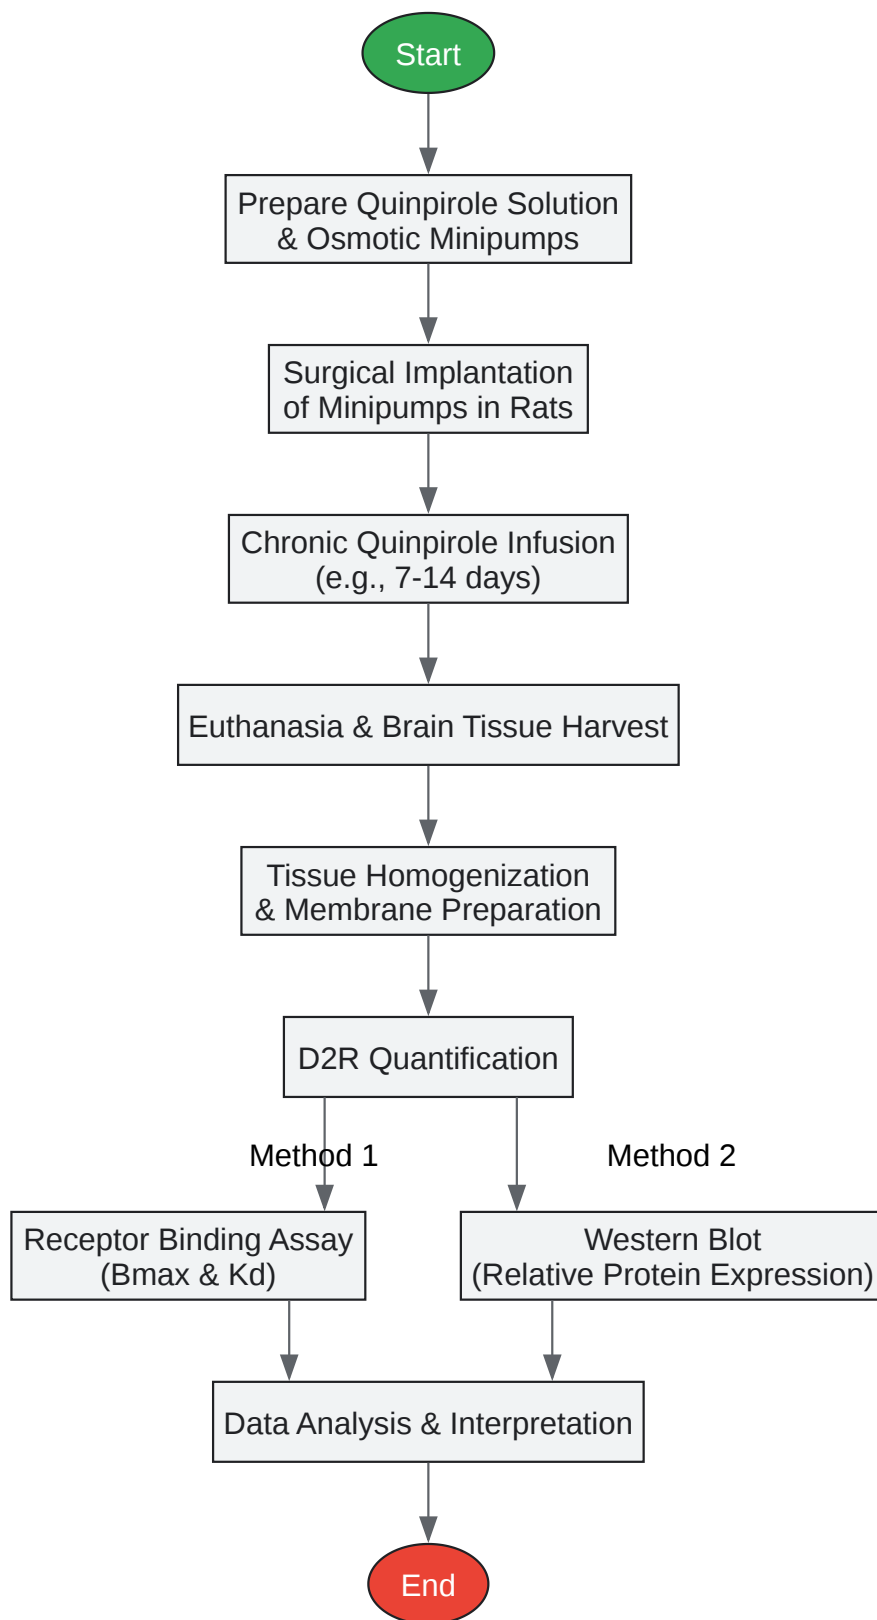 Start
Prepare Quinpirole Solution
& Osmotic Minipumps
Surgical Implantation
of Minipumps in Rats
Chronic Quinpirole Infusion
(e.g., 7-14 days)
Euthanasia & Brain Tissue Harvest
Tissue Homogenization
& Membrane Preparation
D2R Quantification
Method 1
Method 2
Receptor Binding Assay
(Bmax & Kd)
Western Blot
(Relative Protein Expression)
Data Analysis & Interpretation
End